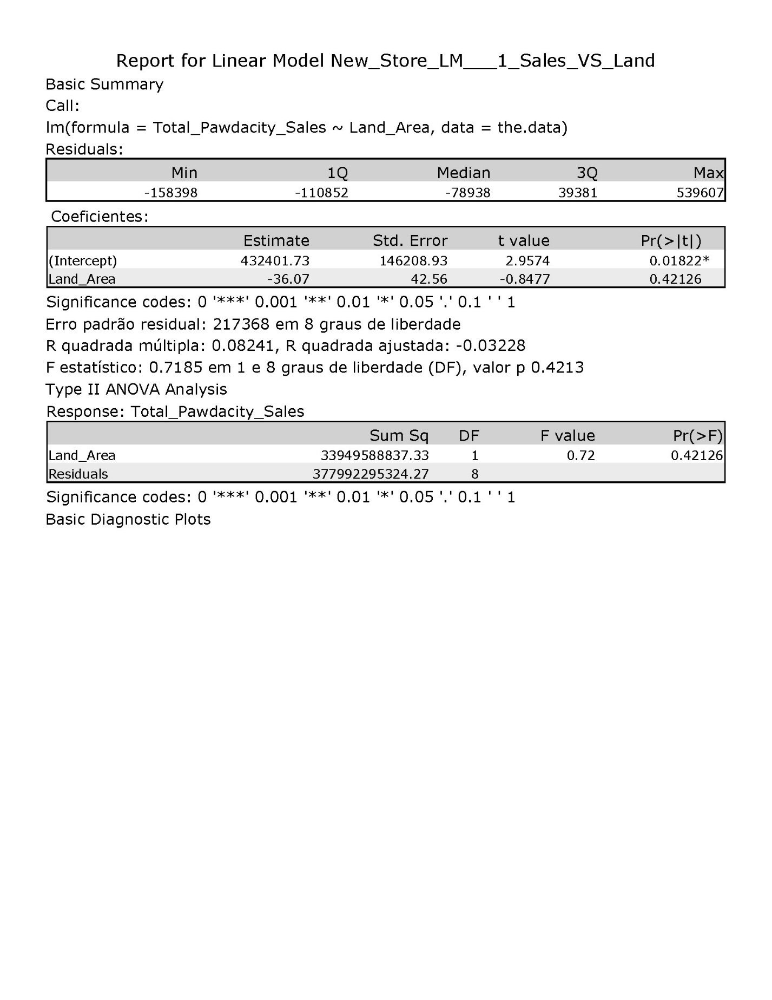 Report for Linear Model New_Store_LM___1_Sales_VS_Land
Basic Summary
Call:
lm(formula = Total_Pawdacity_Sales ~ Land_Area, data = the.data)
Residuals:
Min 1Q Median 3Q Max
-158398 -110852 -78938 39381 539607
Coeficientes:
Estimate Std. Error t value Pr(>|t|)
(Intercept) 432401.73 146208.93 2.9574 0.01822*
Land_Area -36.07 42.56 -0.8477 0.42126
Significance codes: 0 '***' 0.001 '**' 0.01 '*' 0.05 '.' 0.1 ' ' 1
Erro padrão residual: 217368 em 8 graus de liberdade
R quadrada múltipla: 0.08241, R quadrada ajustada: -0.03228
F estatístico: 0.7185 em 1 e 8 graus de liberdade (DF), valor p 0.4213
Type II ANOVA Analysis
Response: Total_Pawdacity_Sales
Sum Sq DF F value Pr(>F)
Land_Area 33949588837.33 1 0.72 0.42126
Residuals 377992295324.27 8
Significance codes: 0 '***' 0.001 '**' 0.01 '*' 0.05 '.' 0.1 ' ' 1
Basic Diagnostic Plots